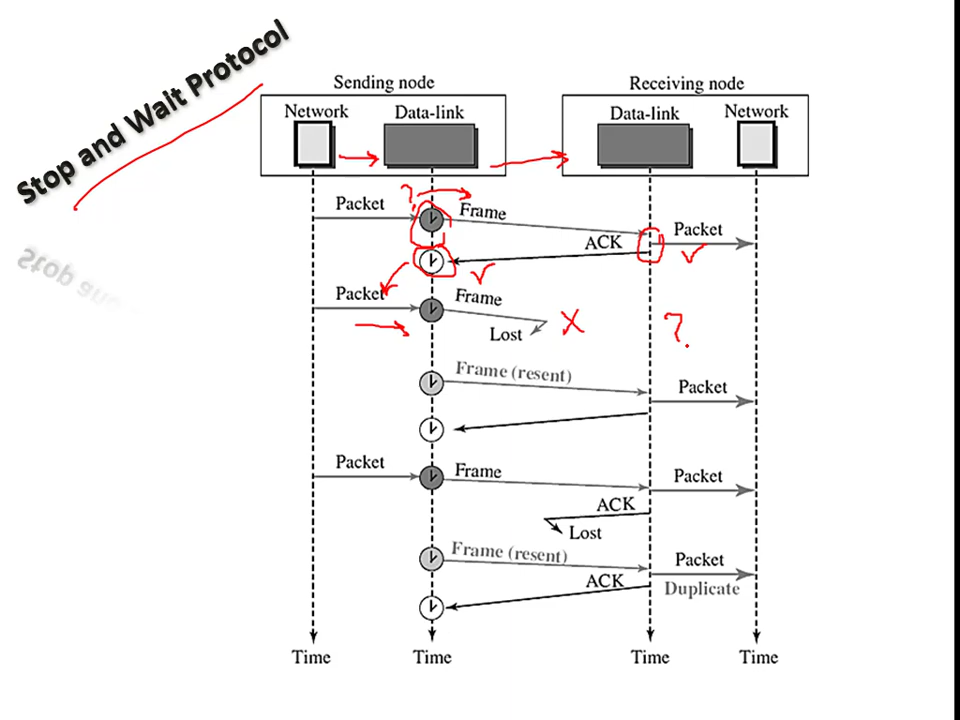 Stop and Wait Protocol
Sending node
Receiving node
Network
Data-link
Data-link
Network
?
Packet
Frame
Packet
ACK
Packet
Frame
Lost
X
?
Frame (resent)
Packet
Packet
Frame
Packet
ACK
Lost
Frame (resent)
Packet
ACK
Duplicate
Time
Time
Time
Time